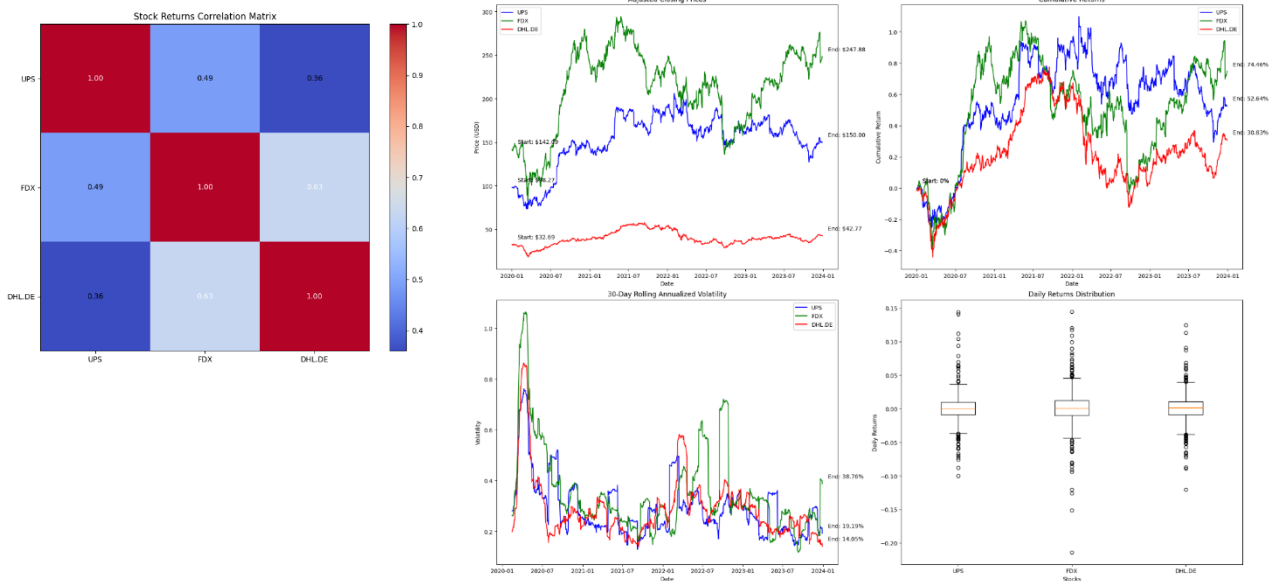 Stock Returns Correlation Matrix
UPS
FDX
DHL.DE
1.00
0.49
0.36
0.49
1.00
0.63
0.36
0.63
1.00
UPS
FDX
DHL.DE
1.0
0.9
0.8
0.7
0.6
0.5
0.4
Adjusted Closing Prices
UPS
FDX
DHL.DE
Price (USD)
300
250
200
150
100
50
Start: $142.09
Start: $32.69
End: $247.88
End: $150.00
End: $42.77
2020-01
2020-07
2021-01
2021-07
2022-01
2022-07
2023-01
2023-07
2024-01
Date
Cumulative Returns
UPS
FDX
DHL.DE
Cumulative Return
1.0
0.8
0.6
0.4
0.2
0.0
−0.2
−0.4
Start: 0%
End: 74.46%
End: 52.64%
End: 30.83%
2020-01
2020-07
2021-01
2021-07
2022-01
2022-07
2023-01
2023-07
2024-01
Date
30-Day Rolling Annualized Volatility
UPS
FDX
DHL.DE
Volatility
1.0
0.8
0.6
0.4
0.2
End: 38.76%
End: 19.19%
End: 14.05%
2020-01
2020-07
2021-01
2021-07
2022-01
2022-07
2023-01
2023-07
2024-01
Date
Daily Returns Distribution
Daily Returns
0.15
0.10
0.05
0.00
−0.05
−0.10
−0.15
−0.20
UPS
FDX
DHL.DE
Stocks